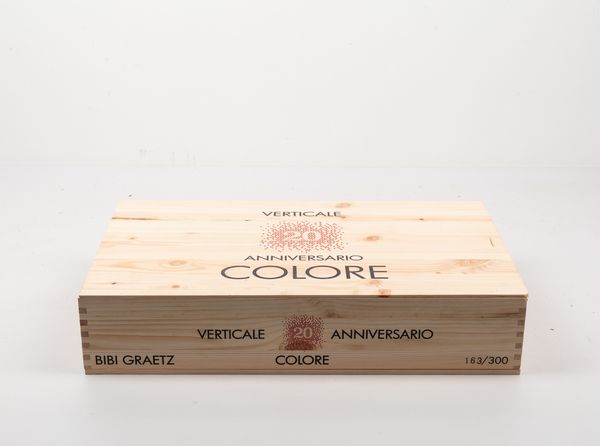 VERTICALE
20
ANNIVERSARIO
COLORE
VERTICALE 20 ANNIVERSARIO
BIBI GRAETZ COLORE 163/300